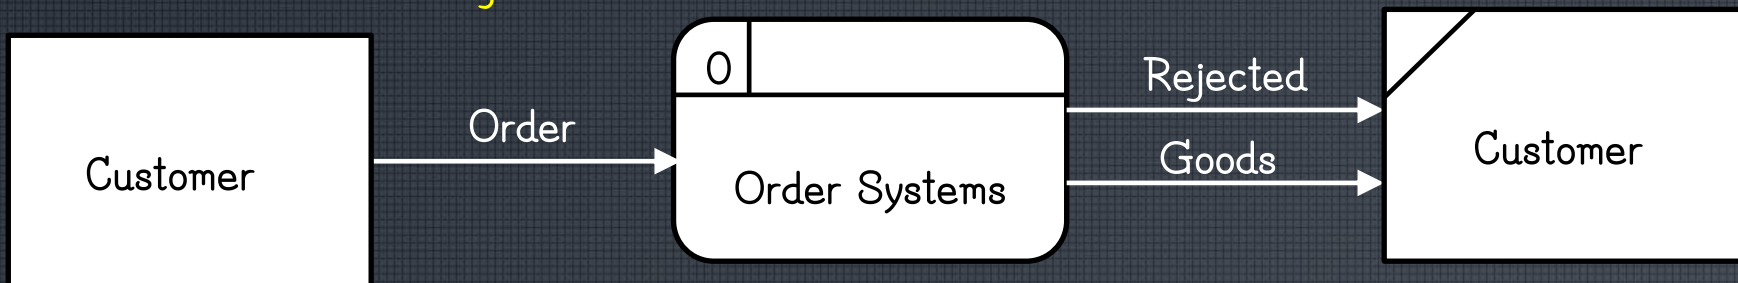 Customer
Order
0
Order Systems
Rejected
Goods
Customer